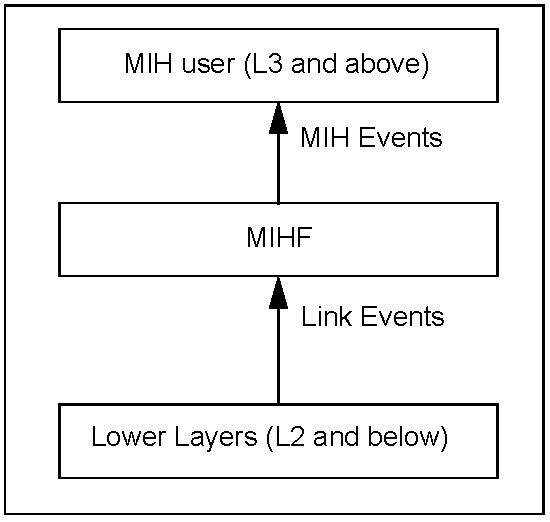 MIH user (L3 and above)
MIH Events
MIHF
Link Events
Lower Layers (L2 and below)